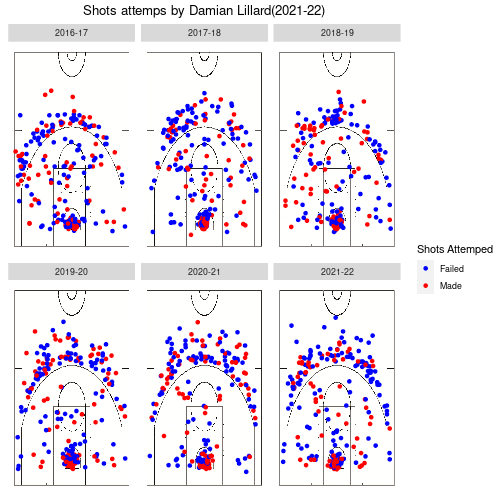 Shots attemps by Damian Lillard(2021-22)
2016-17
2017-18
2018-19
2019-20
2020-21
2021-22
Shots Attemped
Failed
Made